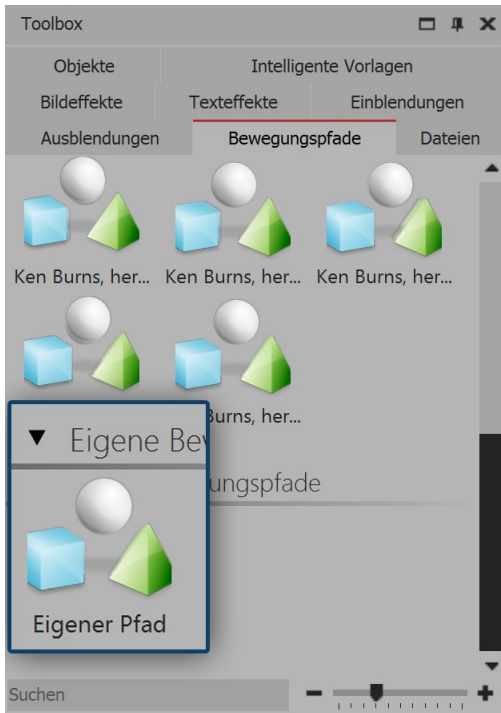 Toolbox
Objekte Intelligente Vorlagen
Bildeffekte Texteffekte Einblendungen
Ausblendungen Bewegungspfade Dateien
Ken Burns, her... Ken Burns, her... Ken Burns, her...
Burns, her...
Eigene Bew
ungspfade
Eigener Pfad
Suchen